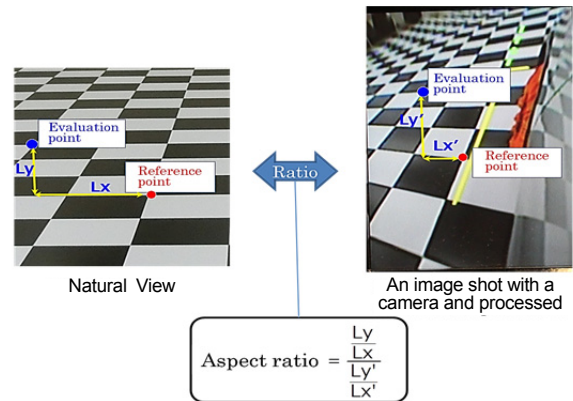 Evaluation
point
Ly
Lx
Reference
point
Natural View
Ratio
Evaluation
point
Ly'
Lx'
Reference
point
An image shot with a
camera and processed
Aspect ratio =
Ly
Lx
Ly'
Lx'